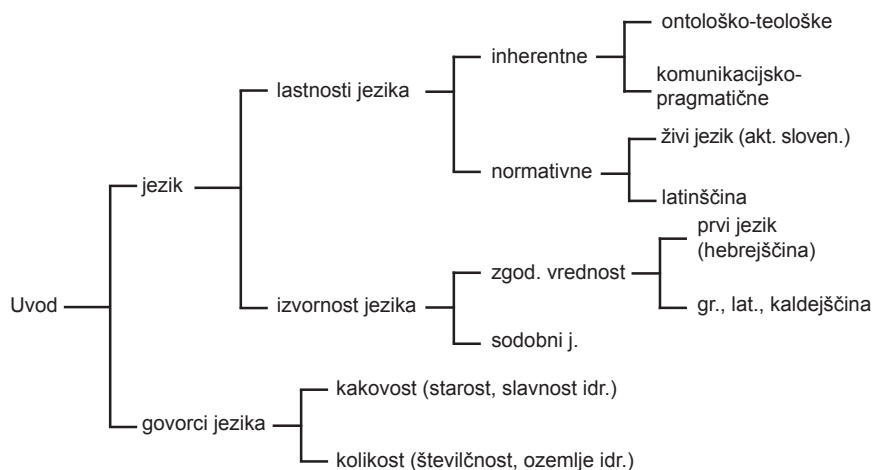 ontološko-teološke
inherentne
komunikacijsko-
pragmatične
lastnosti jezika
živi jezik (akt. sloven.)
normativne
latinščina
jezik
prvi jezik
(hebrejščina)
zgod. vrednost
gr., lat., kaldejščina
izvornost jezika
sodobni j.
Uvod
kakovost (starost, slavnost idr.)
govorci jezika
kolikost (številčnost, ozemlje idr.)